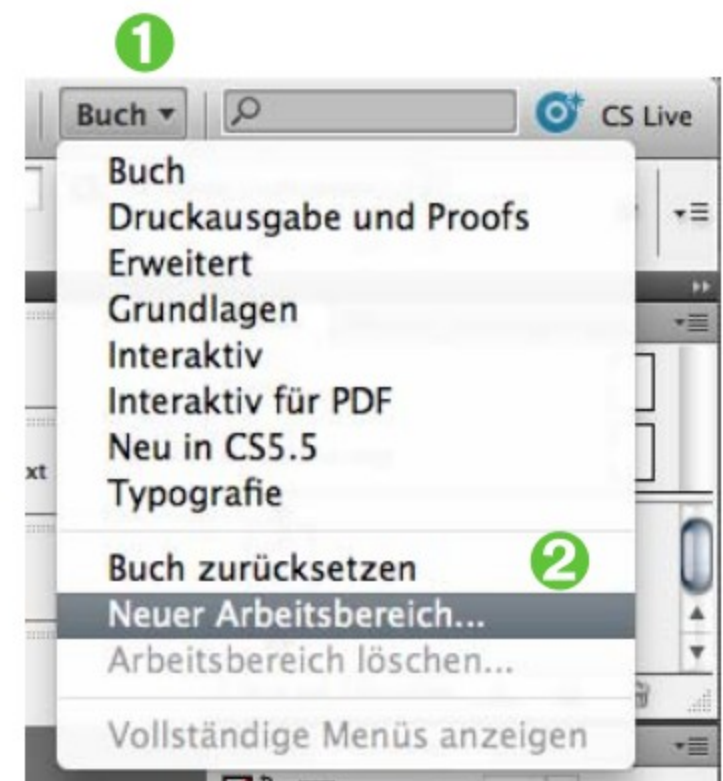 1
Buch
CS Live
Buch
Druckausgabe und Proofs
Erweitert
Grundlagen
Interaktiv
Interaktiv für PDF
Neu in CS5.5
xt
Typografie
Buch zurücksetzen
2
Neuer Arbeitsbereich...
Arbeitsbereich löschen...
Vollständige Menüs anzeigen